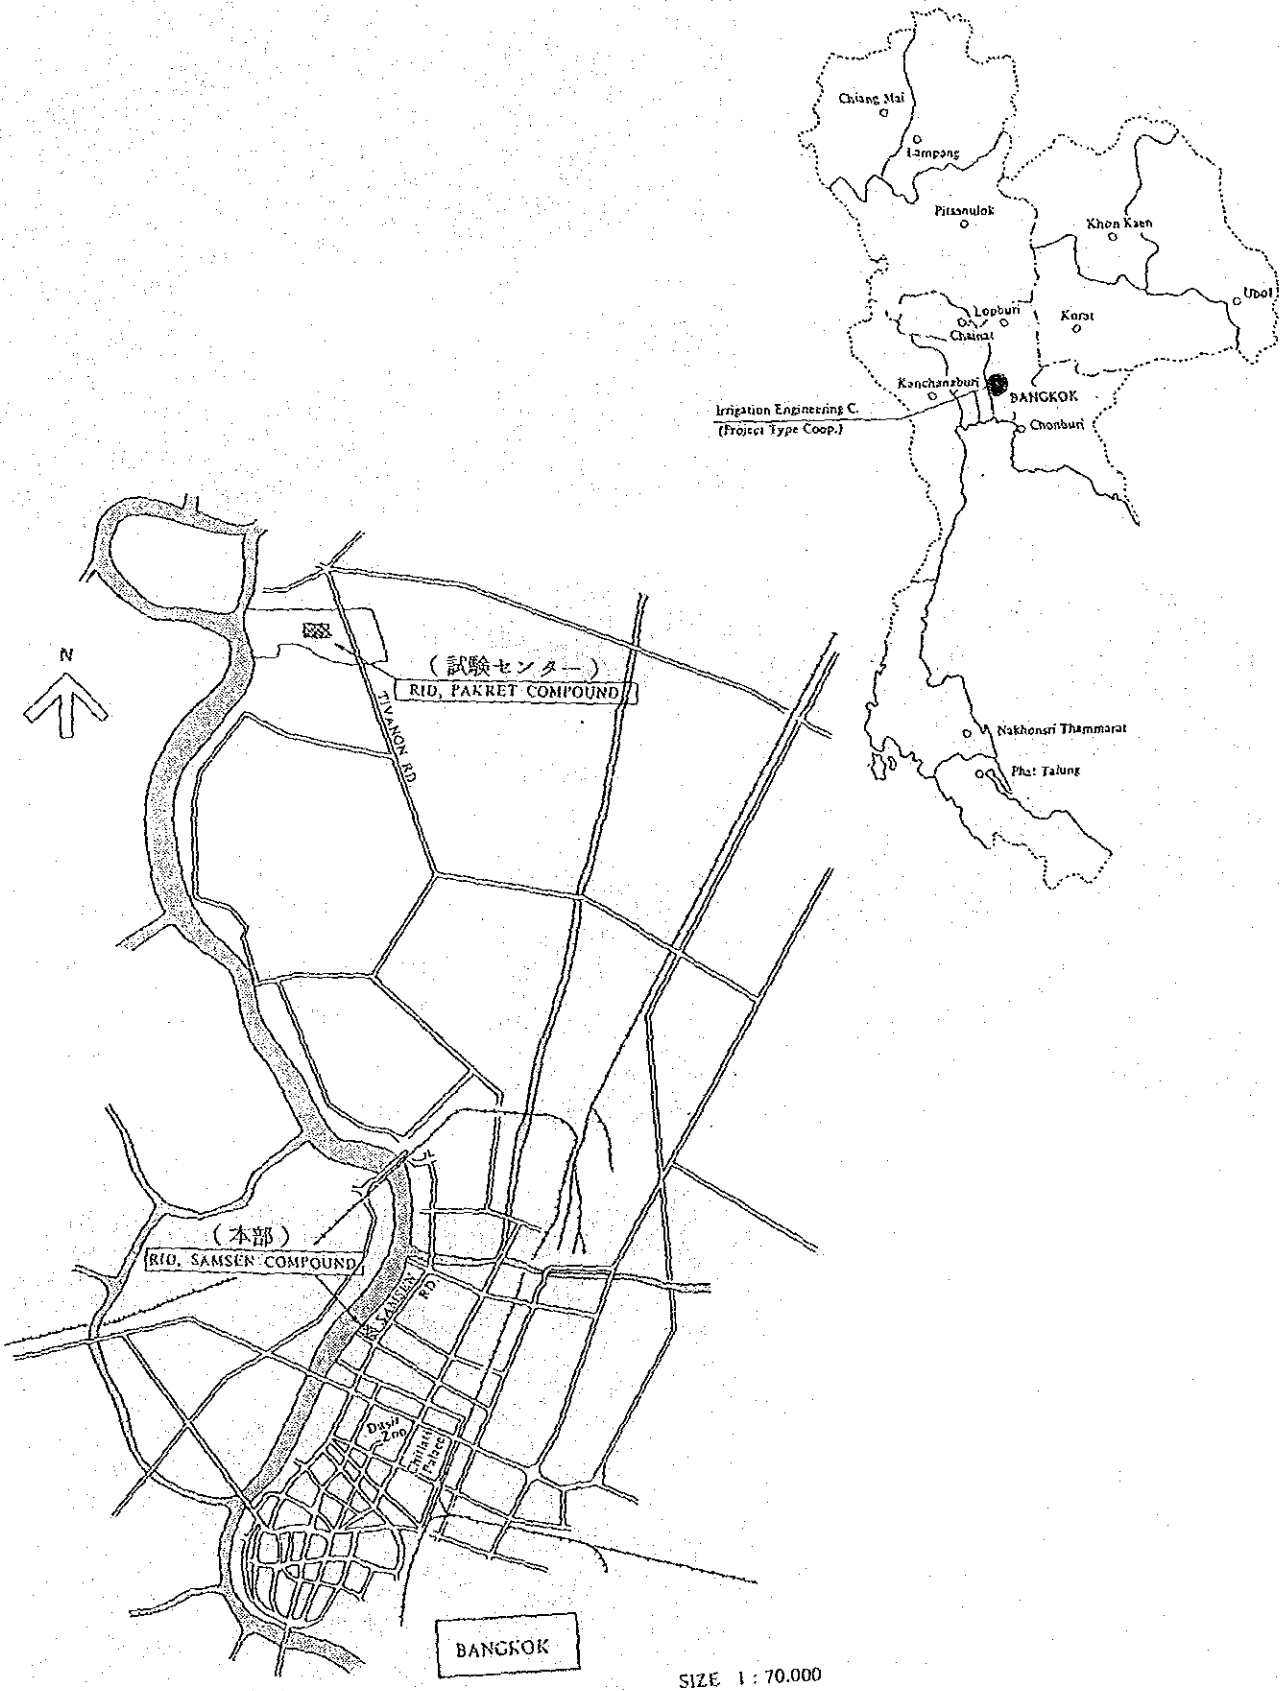 Chiang Mai
Lampang
Pitsanulok
Khon Kaen
Ubol
Lopburi
Chainat
Korat
Kanchanaburi
BANGKOK
Chonburi
Irrigation Engineering C.
(Project Type Coop.)
Nakhonsri Thammarat
Phat Talung
N
(試験センター)
RID, PAKRET COMPOUND
TIVANON RD.
(本部)
RID, SAMSEN COMPOUND
SAMSEN
RD.
Dusit
Zoo
Palace
BANGKOK
SIZE 1 : 70.000